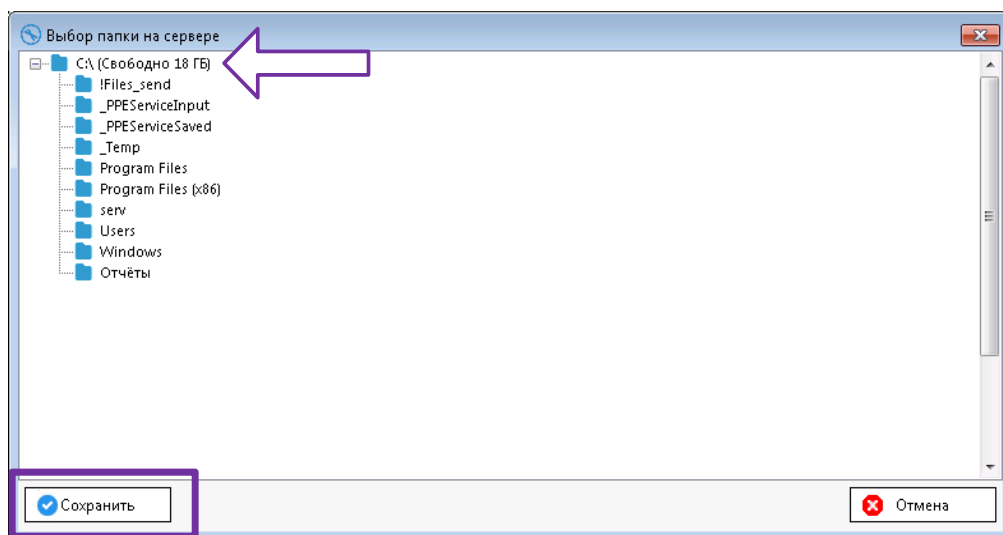 Выбор папки на сервере
C:\ (Свободно 18 ГБ)
!Files_send
_PPEServiceInput
_PPEServiceSaved
_Temp
Program Files
Program Files (x86)
serv
Users
Windows
Отчёты
Сохранить
Отмена